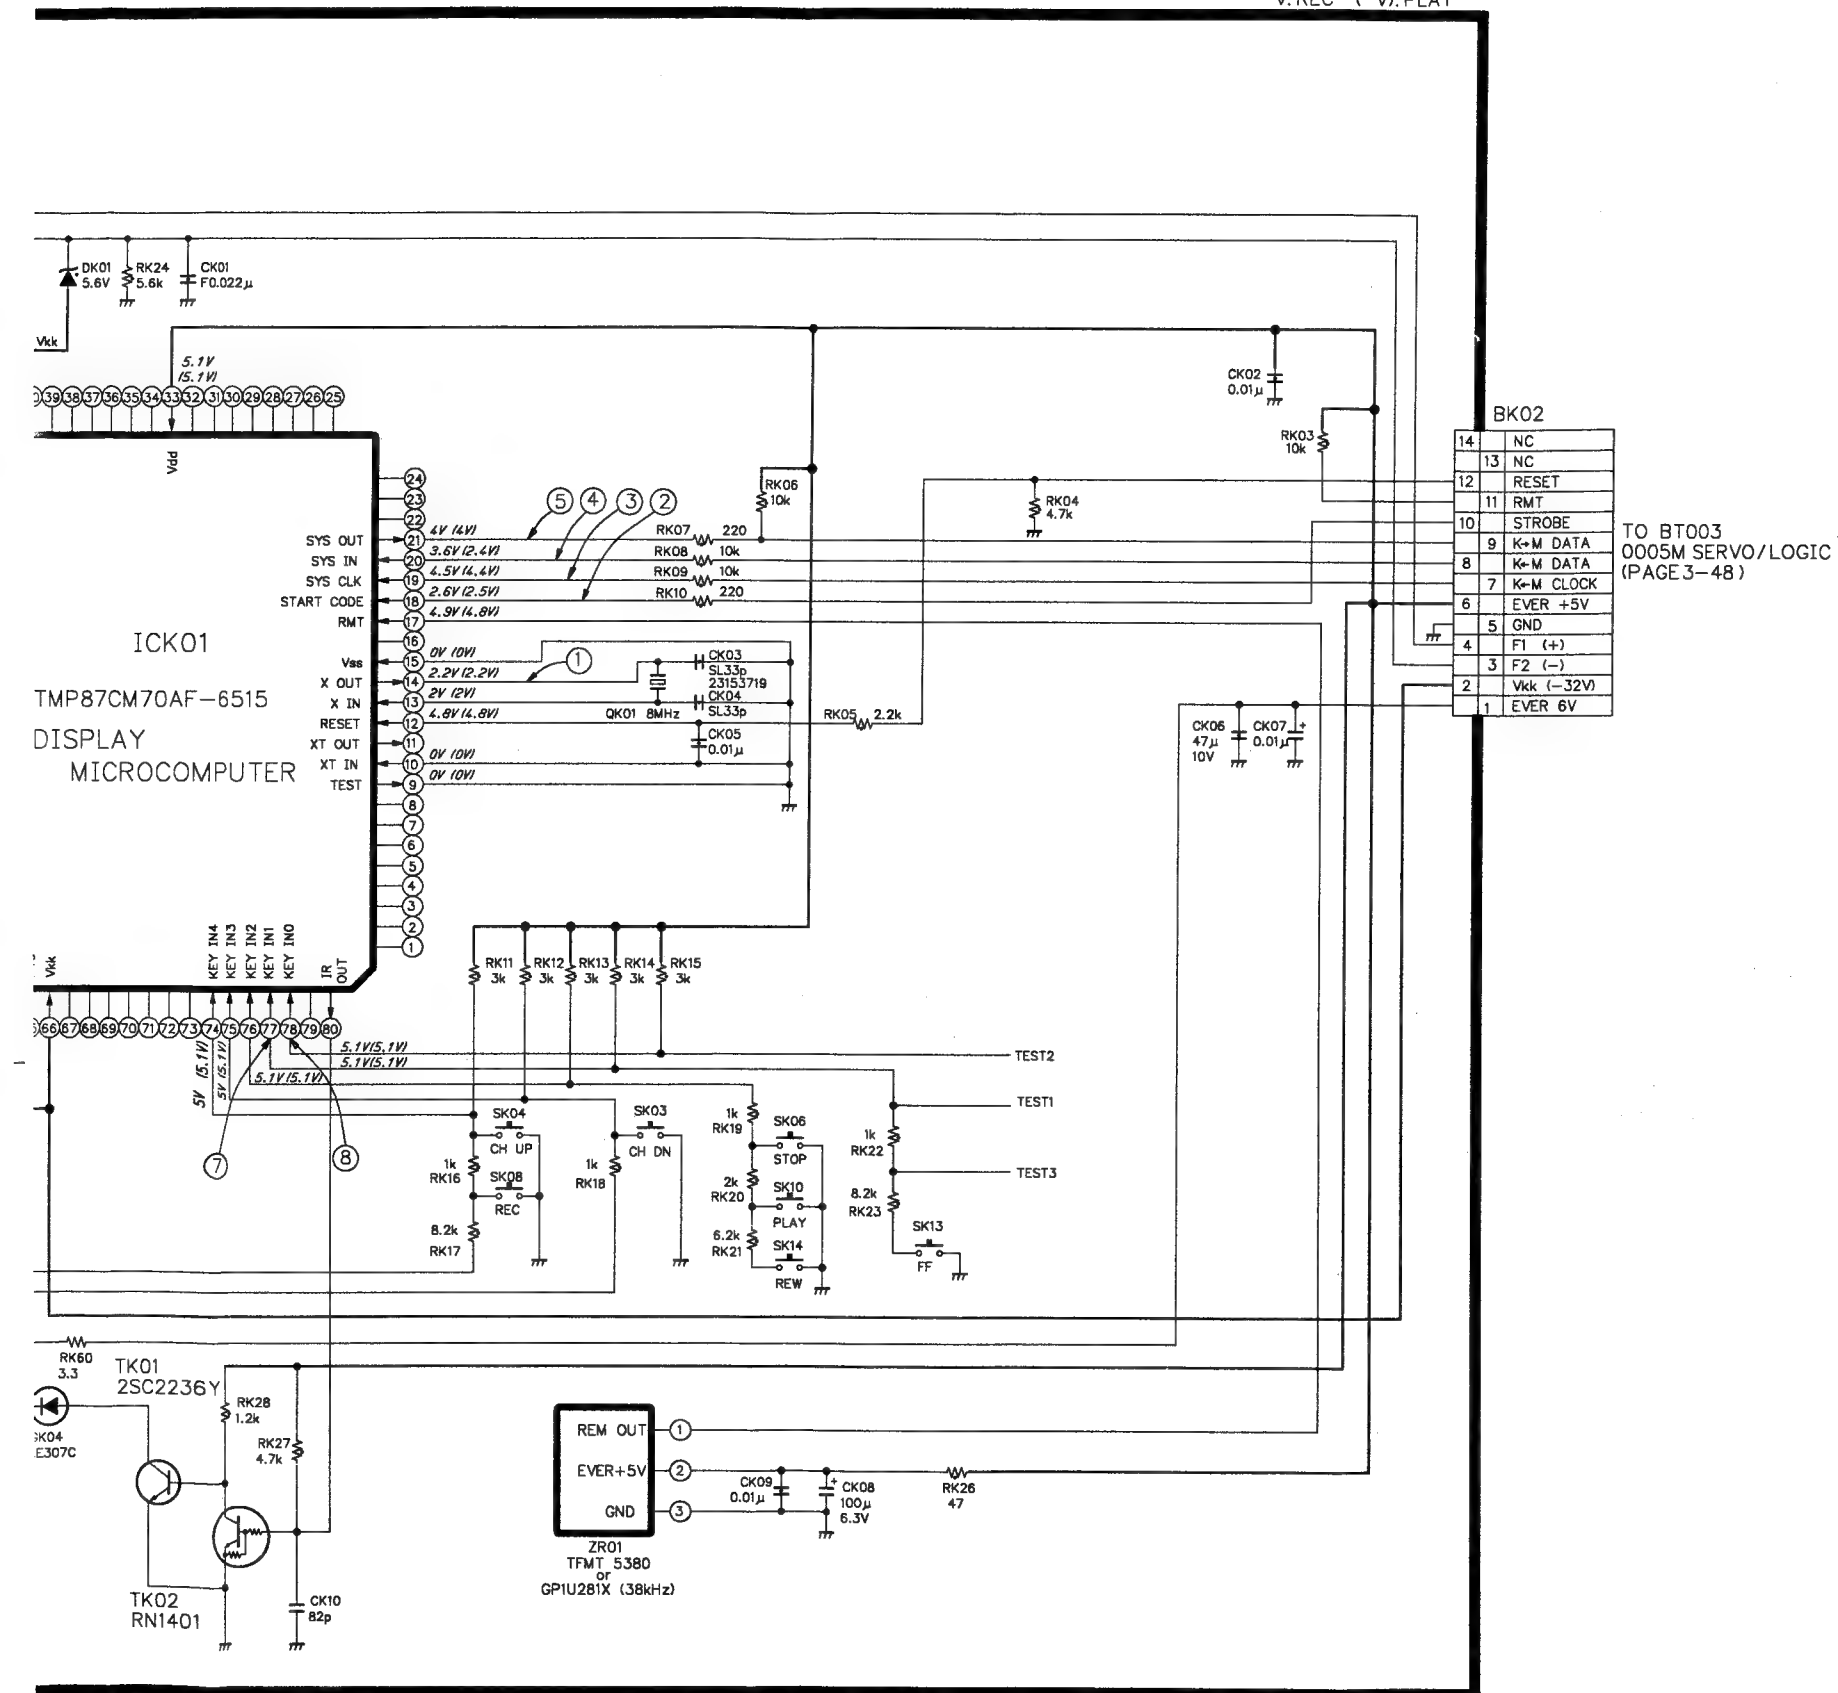 DK01
5.6V
RK24
5.6k
CK01
F0.022μ
Vkk
5.1V
(5.1V)
39 38 37 36 35 34 33 32 31 30 29 28 27 26 25
Vdd
CK02
0.01μ
RK03
10k
BK02
14 NC
13 NC
12 RESET
11 RMT
10 STROBE
9 K→M DATA
8 K←M DATA
7 K←M CLOCK
6 EVER +5V
5 GND
4 F1 (+)
3 F2 (−)
2 Vkk (−32V)
1 EVER 6V
TO BT003
0005M SERVO/LOGIC
(PAGE3-48)
RK06
10k
RK04
4.7k
5 4 3 2
24
23
22
SYS OUT 21 4V (4V) RK07 220
SYS IN 20 3.6V (2.4V) RK08 10k
SYS CLK 19 4.5V (4.4V) RK09 10k
START CODE 18 2.6V (2.5V) RK10 220
RMT 17 4.9V (4.8V)
16
Vss 15 0V (0V)
X OUT 14 2.2V (2.2V) 1
X IN 13 2V (2V)
RESET 12 4.8V (4.8V)
XT OUT 11
XT IN 10 0V (0V)
TEST 9 0V (0V)
8
7
6
5
4
3
2
1
ICK01
TMP87CM70AF-6515
DISPLAY
MICROCOMPUTER
CK03
SL33p
23153719
CK04
SL33p
QK01 8MHz
CK05
0.01μ
RK05 2.2k
CK06
47μ
10V
CK07
0.01μ
+
Vkk
KEY IN4
KEY IN3
KEY IN2
KEY IN1
KEY IN0
IR
OUT
66 67 68 69 70 71 72 73 74 75 76 77 78 79 80
RK11
3k
RK12
3k
RK13
3k
RK14
3k
RK15
3k
5V (5.1V)
5V (5.1V)
5.1V(5.1V)
5.1V(5.1V)
5.1V(5.1V)
7
8
TEST2
TEST1
TEST3
SK04
CH UP
1k
RK16
SK08
REC
8.2k
RK17
SK03
CH DN
1k
RK18
1k
RK19
SK06
STOP
2k
RK20
SK10
PLAY
6.2k
RK21
SK14
REW
1k
RK22
8.2k
RK23
SK13
FF
RK60
3.3
TK01
2SC2236Y
RK28
1.2k
RK27
4.7k
E307C
TK02
RN1401
CK10
82p
REM OUT 1
EVER+5V 2
GND 3
ZR01
TFMT 5380
or
GP1U281X (38kHz)
CK09
0.01μ
+
CK08
100μ
6.3V
RK26
47